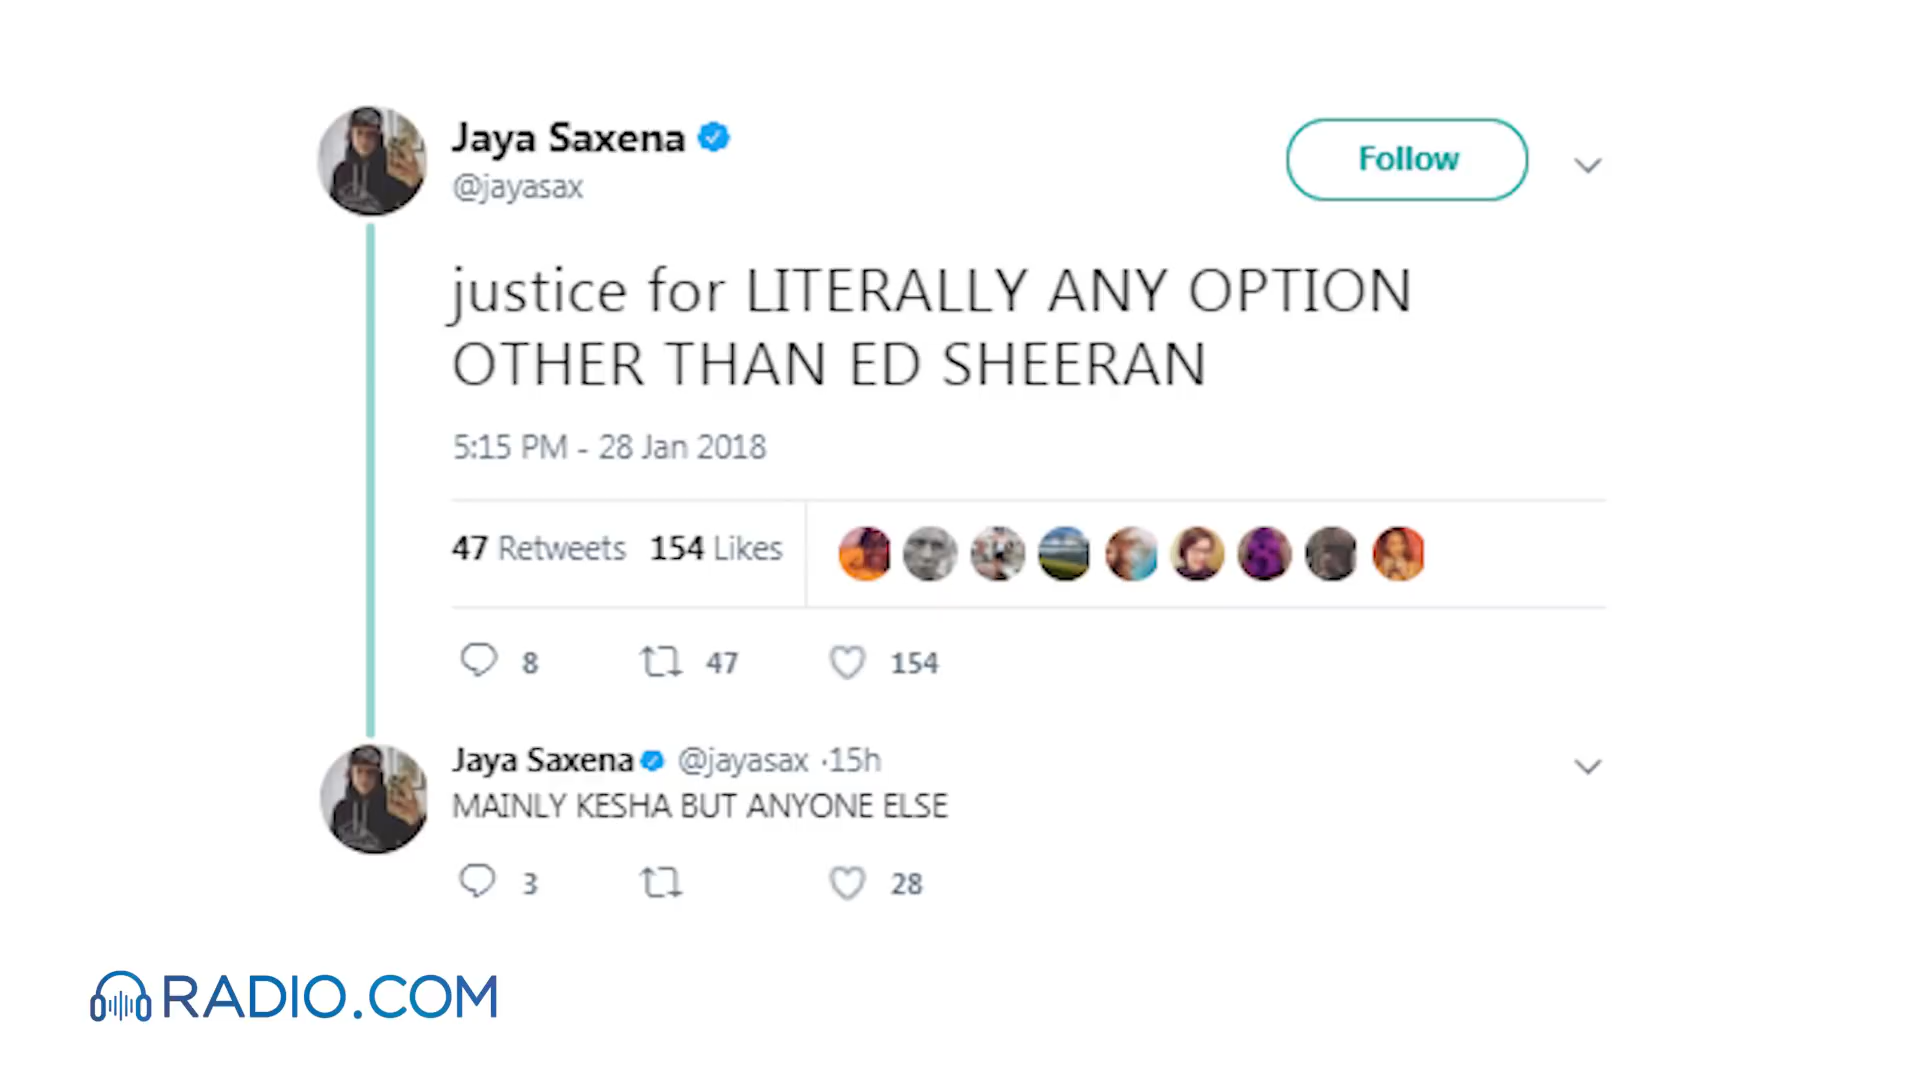 Jaya Saxena
@jayasax
Follow
justice for LITERALLY ANY OPTION
OTHER THAN ED SHEERAN
5:15 PM - 28 Jan 2018
47 Retweets 154 Likes
8 47 154
Jaya Saxena @jayasax ·15h
MAINLY KESHA BUT ANYONE ELSE
3 28
RADIO.COM